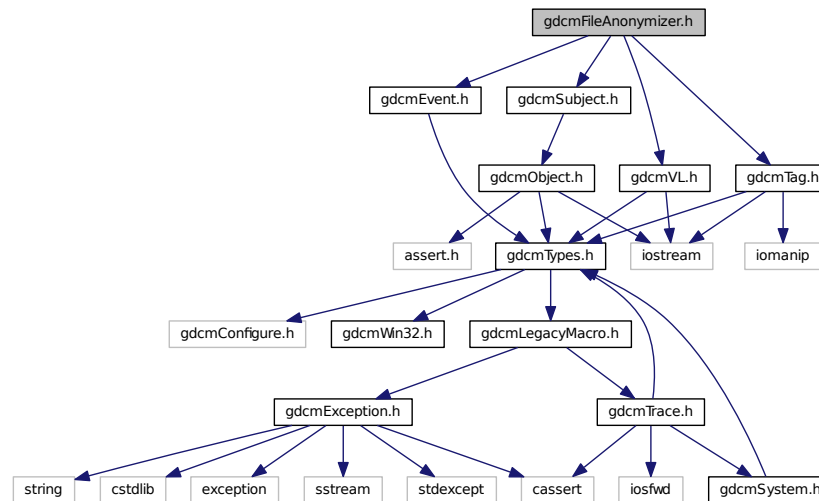 gdcmFileAnonymizer.h
gdcmEvent.h
gdcmSubject.h
gdcmObject.h
gdcmVL.h
gdcmTag.h
assert.h
gdcmTypes.h
iostream
iomanip
gdcmConfigure.h
gdcmWin32.h
gdcmLegacyMacro.h
gdcmException.h
gdcmTrace.h
string
cstdlib
exception
sstream
stdexcept
cassert
iosfwd
gdcmSystem.h